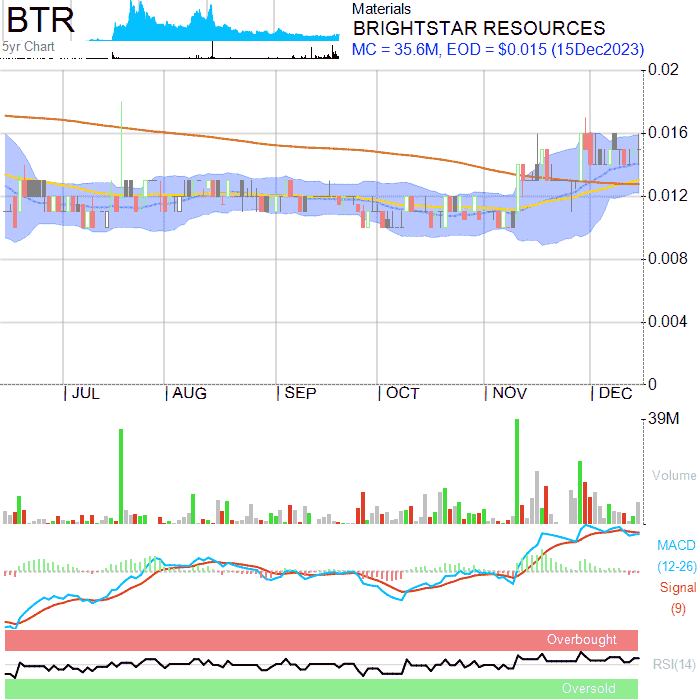 BTR
5yr Chart
Materials
BRIGHTSTAR RESOURCES
MC = 35.6M, EOD = $0.015 (15Dec2023)
0.02
0.016
0.012
0.008
0.004
0
| JUL | AUG | SEP | OCT | NOV | DEC
39M
Volume
MACD
(12-26)
Signal
(9)
Overbought
RSI(14)
Oversold